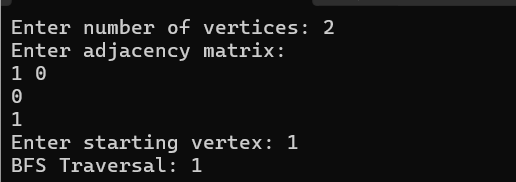 Enter number of vertices: 2
Enter adjacency matrix:
1 0
0
1
Enter starting vertex: 1
BFS Traversal: 1